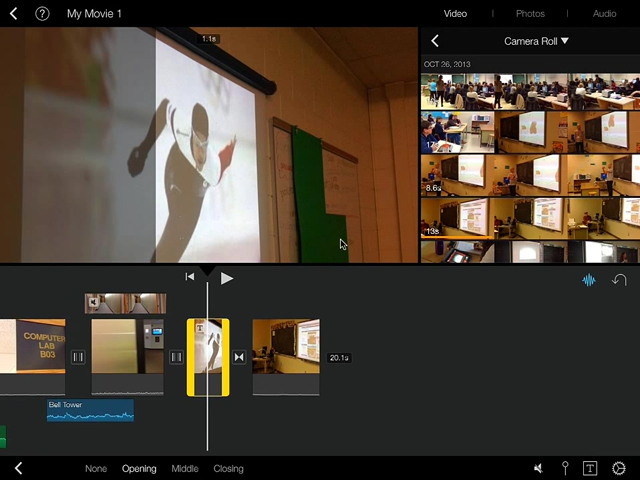 My Movie 1
Video
Photos
Audio
1.1s
Camera Roll
OCT 26, 2013
8.6s
13s
COMPUTER
LAB
B03
T
20.1s
Bell Tower
None
Opening
Middle
Closing
T